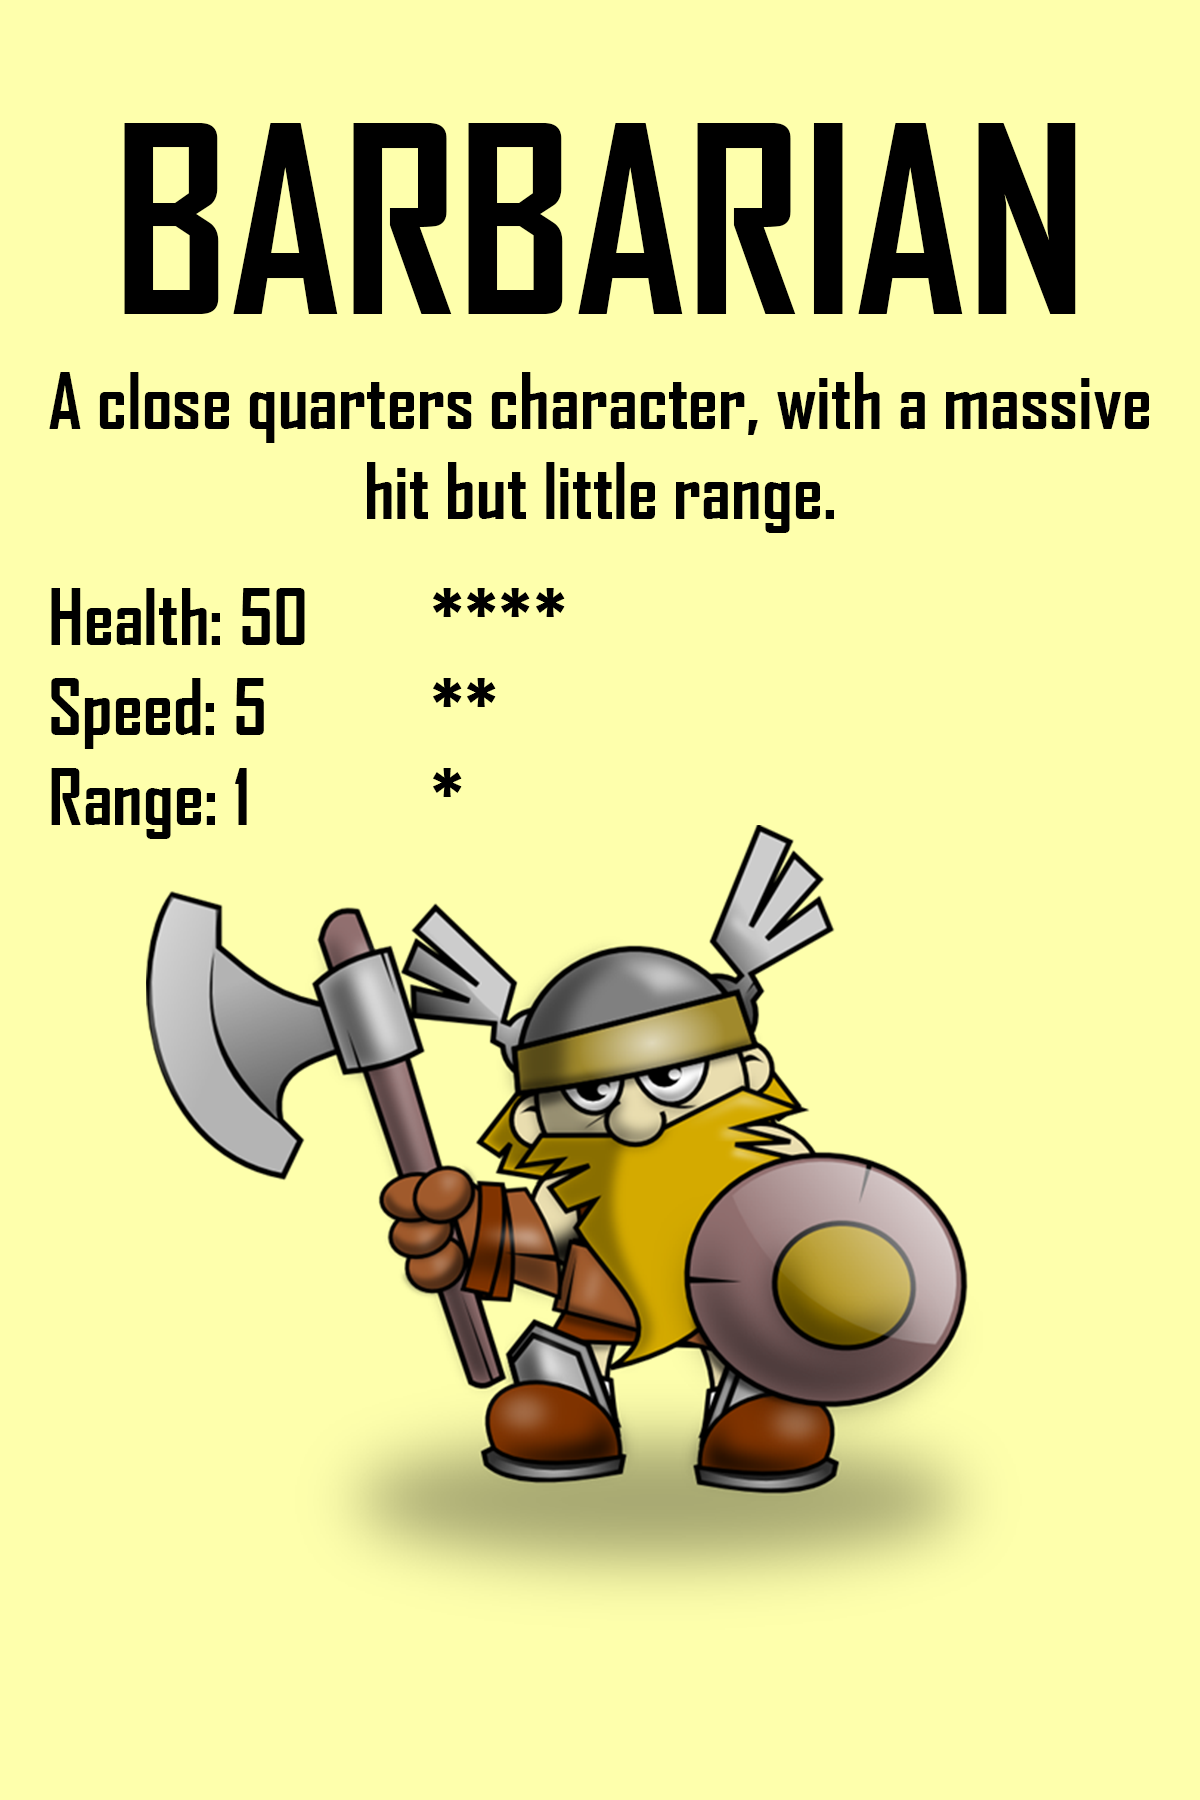 BARBARIAN
A close quarters character, with a massive
hit but little range.
Health: 50 ****
Speed: 5 **
Range: 1 *